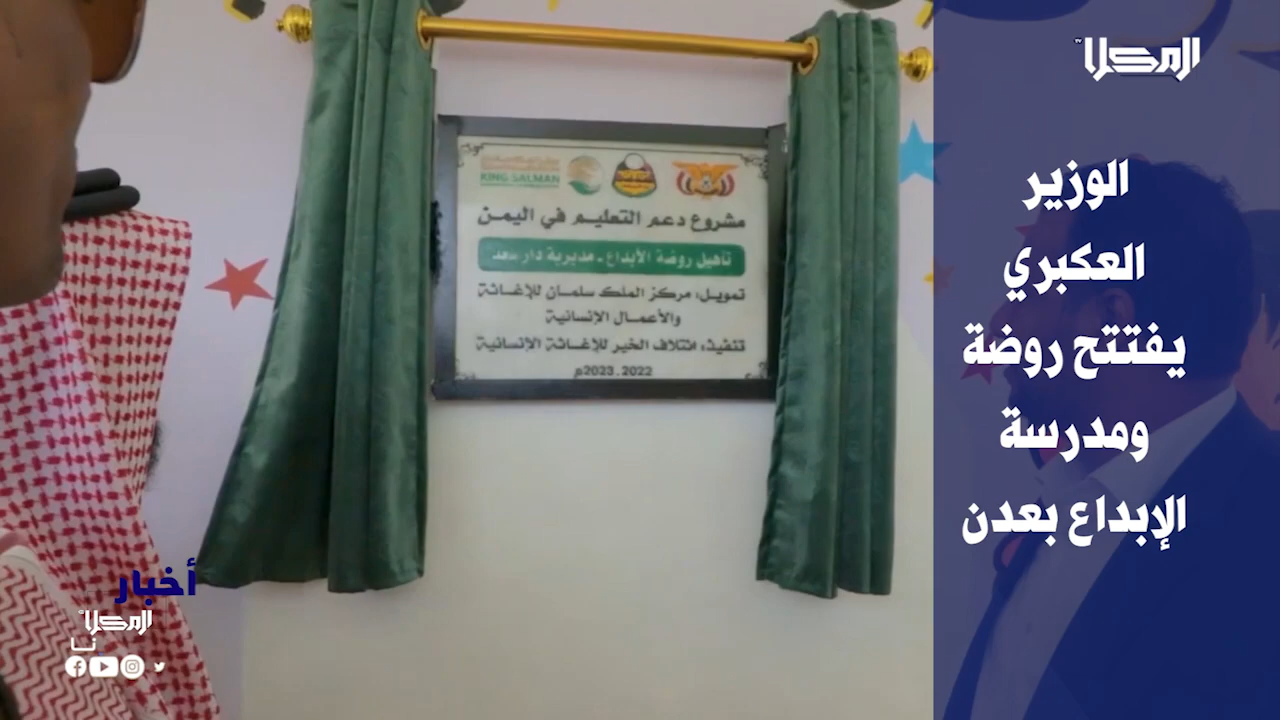 المكلا
TV
الوزير
العكبري
يفتتح روضة
ومدرسة
الإبداع بعدن
KING SALMAN
مشروع دعم التعليم في اليمن
تأهيل روضة الأبداع - مديرية دار سعد
تمويل: مركز الملك سلمان للإغاثة
والأعمال الإنسانية
تنفيذ: ائتلاف الخير للإغاثة الإنسانية
2022 - 2023م
أخبار
المكلا